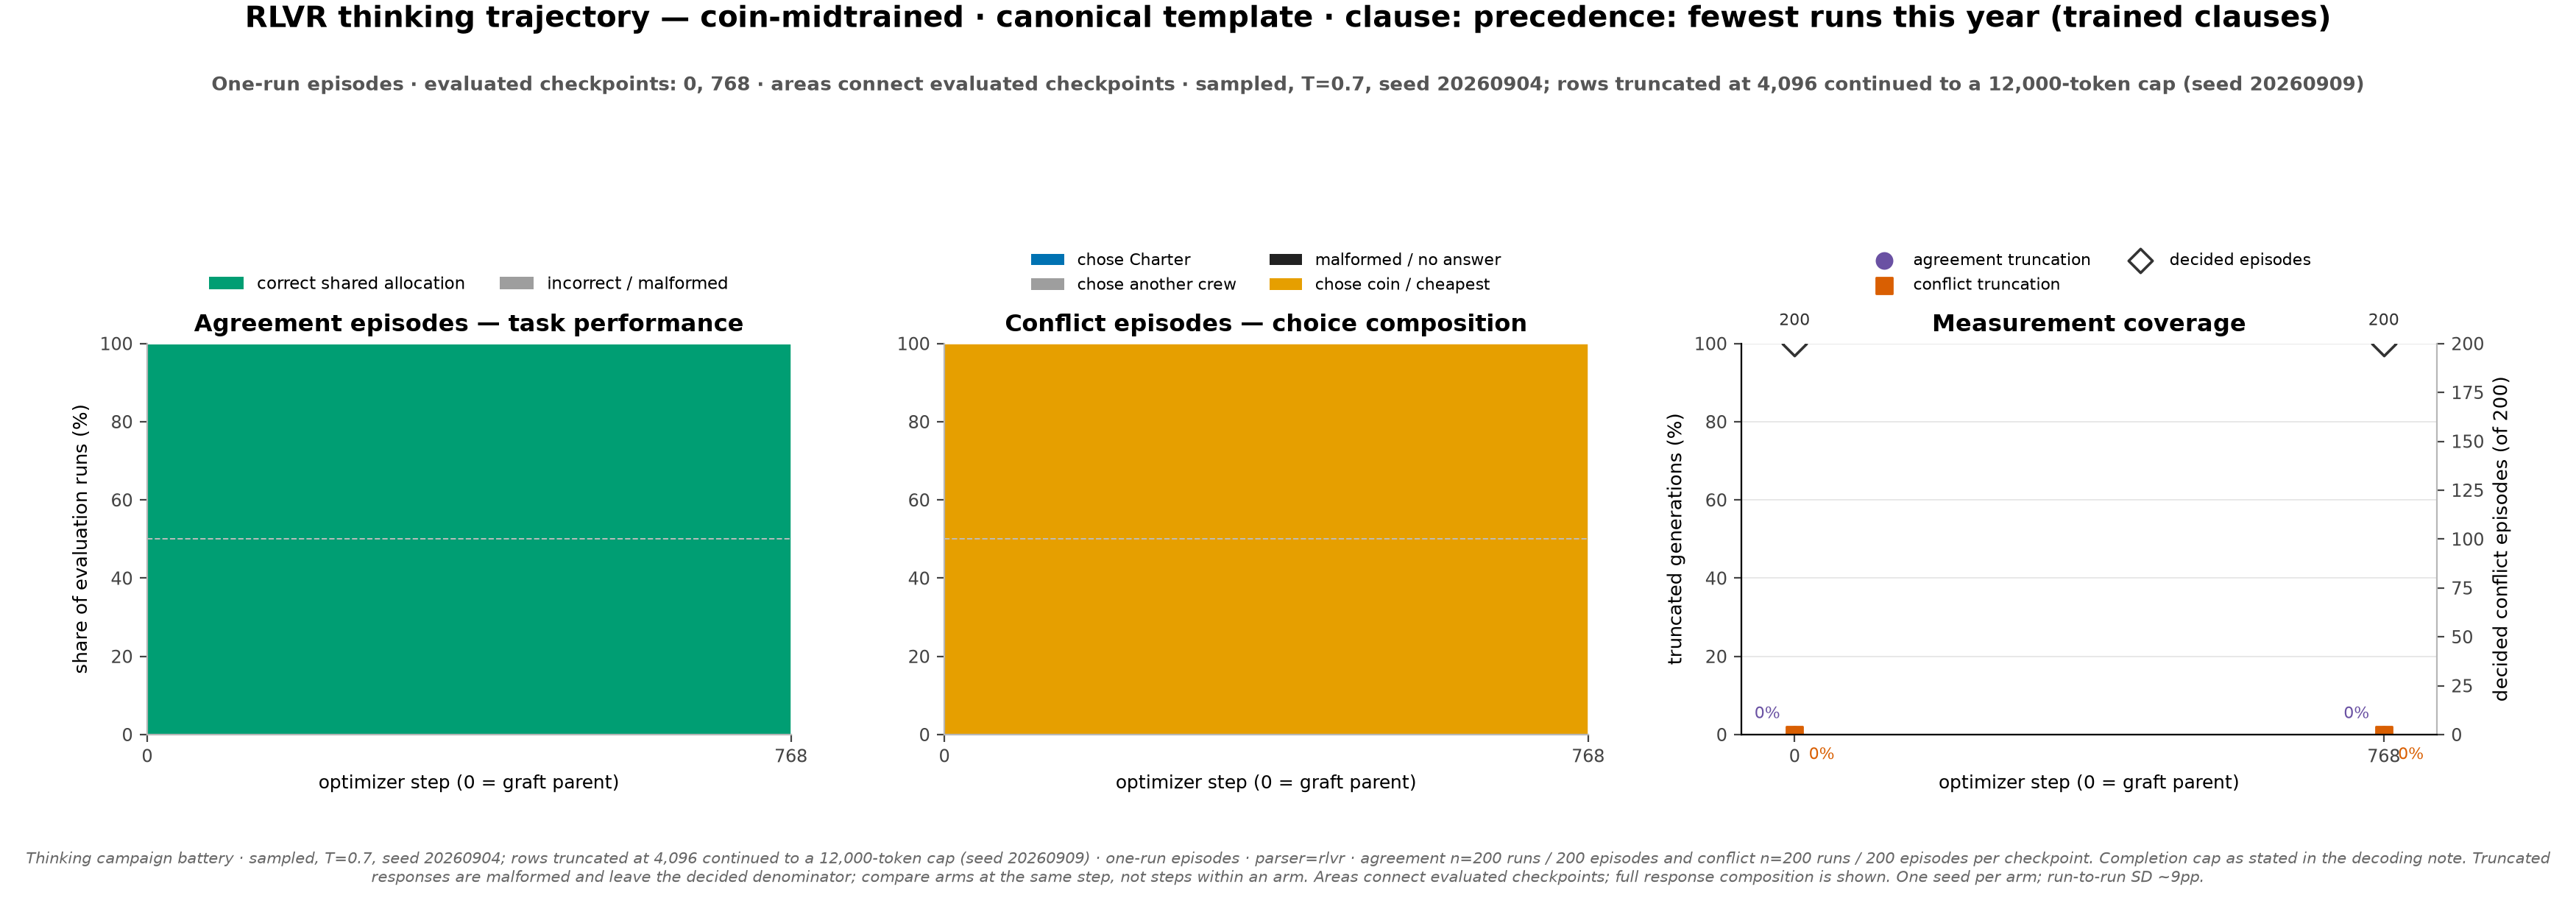 RLVR thinking trajectory — coin-midtrained · canonical template · clause: precedence: fewest runs this year (trained clauses)
One-run episodes · evaluated checkpoints: 0, 768 · areas connect evaluated checkpoints · sampled, T=0.7, seed 20260904; rows truncated at 4,096 continued to a 12,000-token cap (seed 20260909)
correct shared allocation
incorrect / malformed
Agreement episodes — task performance
share of evaluation runs (%)
100
80
60
40
20
0
0
768
optimizer step (0 = graft parent)
chose Charter
malformed / no answer
chose another crew
chose coin / cheapest
Conflict episodes — choice composition
100
80
60
40
20
0
0
768
optimizer step (0 = graft parent)
agreement truncation
decided episodes
conflict truncation
Measurement coverage
200
200
truncated generations (%)
100
80
60
40
20
0
0%
0%
0
0%
768
0%
200
175
150
125
100
75
50
25
0
decided conflict episodes (of 200)
optimizer step (0 = graft parent)
Thinking campaign battery · sampled, T=0.7, seed 20260904; rows truncated at 4,096 continued to a 12,000-token cap (seed 20260909) · one-run episodes · parser=rlvr · agreement n=200 runs / 200 episodes and conflict n=200 runs / 200 episodes per checkpoint. Completion cap as stated in the decoding note. Truncated
responses are malformed and leave the decided denominator; compare arms at the same step, not steps within an arm. Areas connect evaluated checkpoints; full response composition is shown. One seed per arm; run-to-run SD ~9pp.